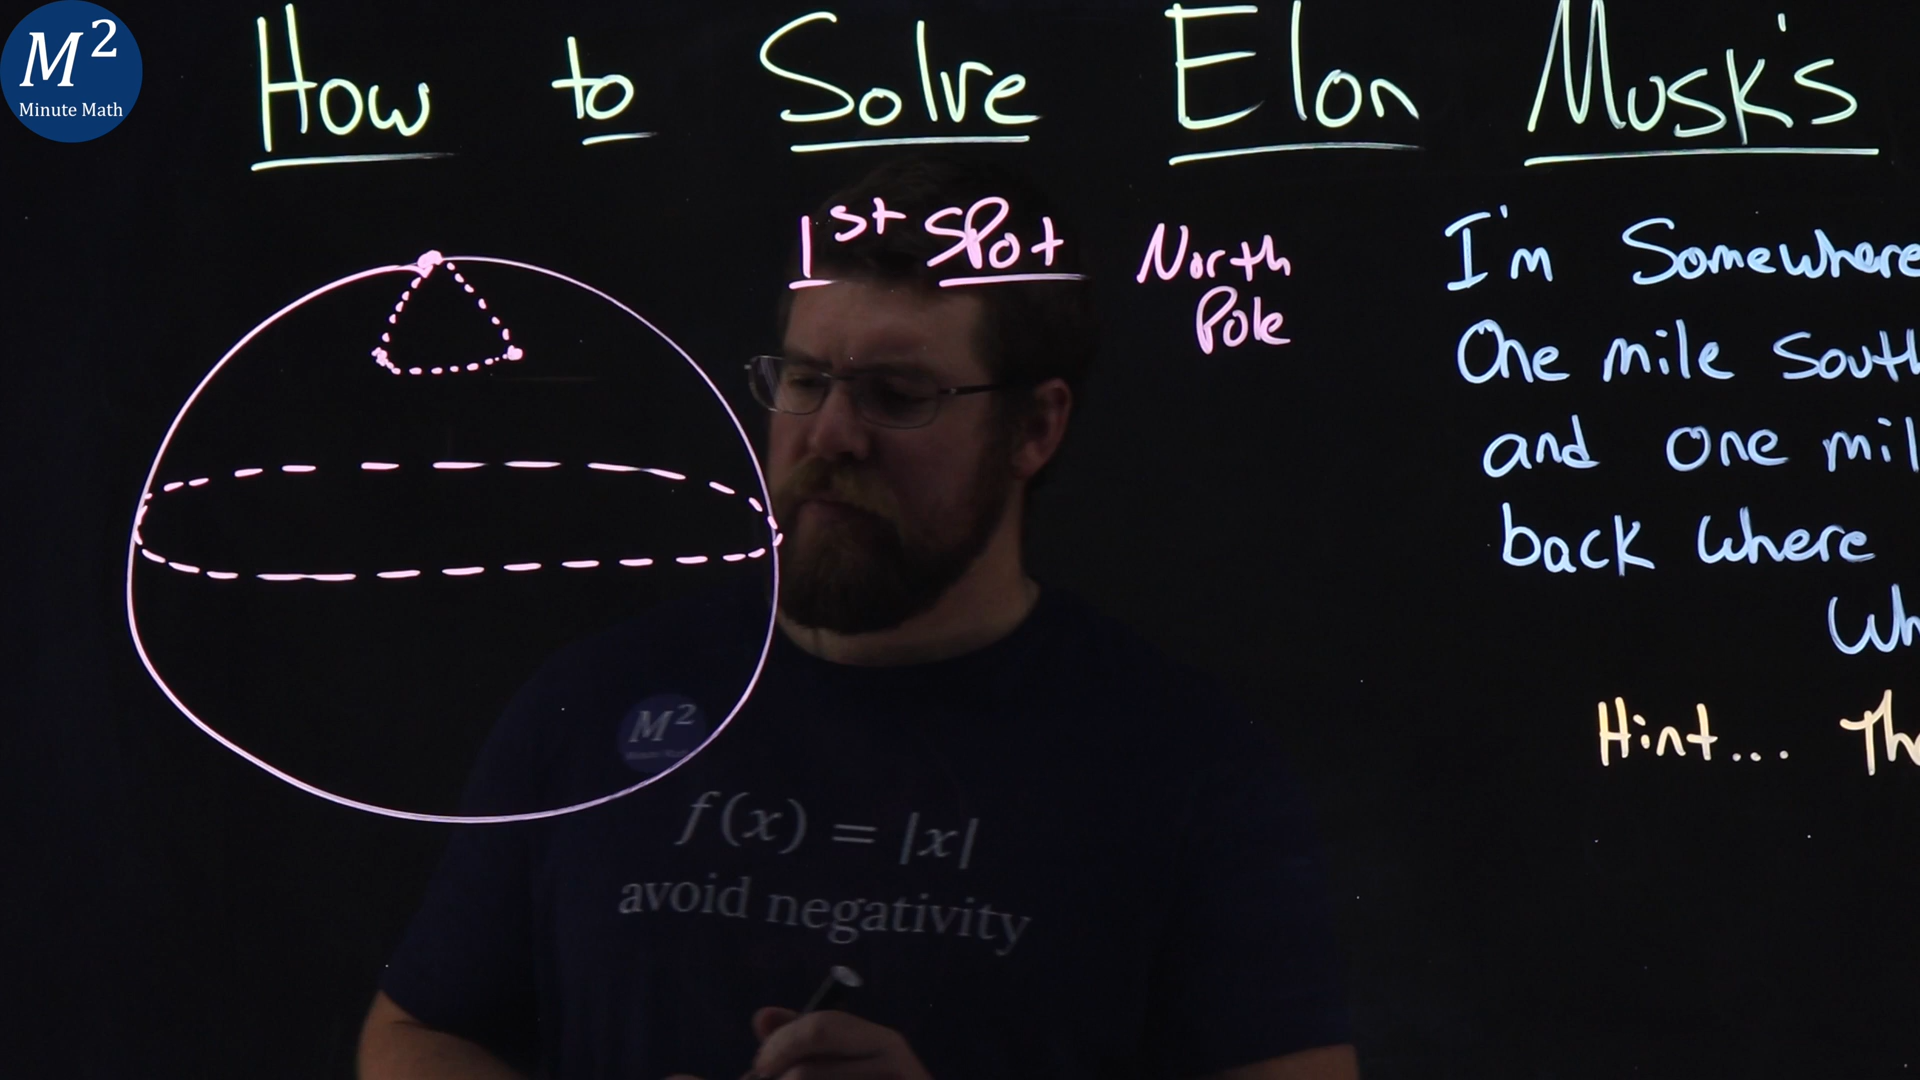 M²
Minute Math
How to Solve Elon Musk's
1st Spot North
Pole
I'm Somewhere
One mile South
and one mil
back where
Wh
Hint... Th
M²
f(x) = |x|
avoid negativity